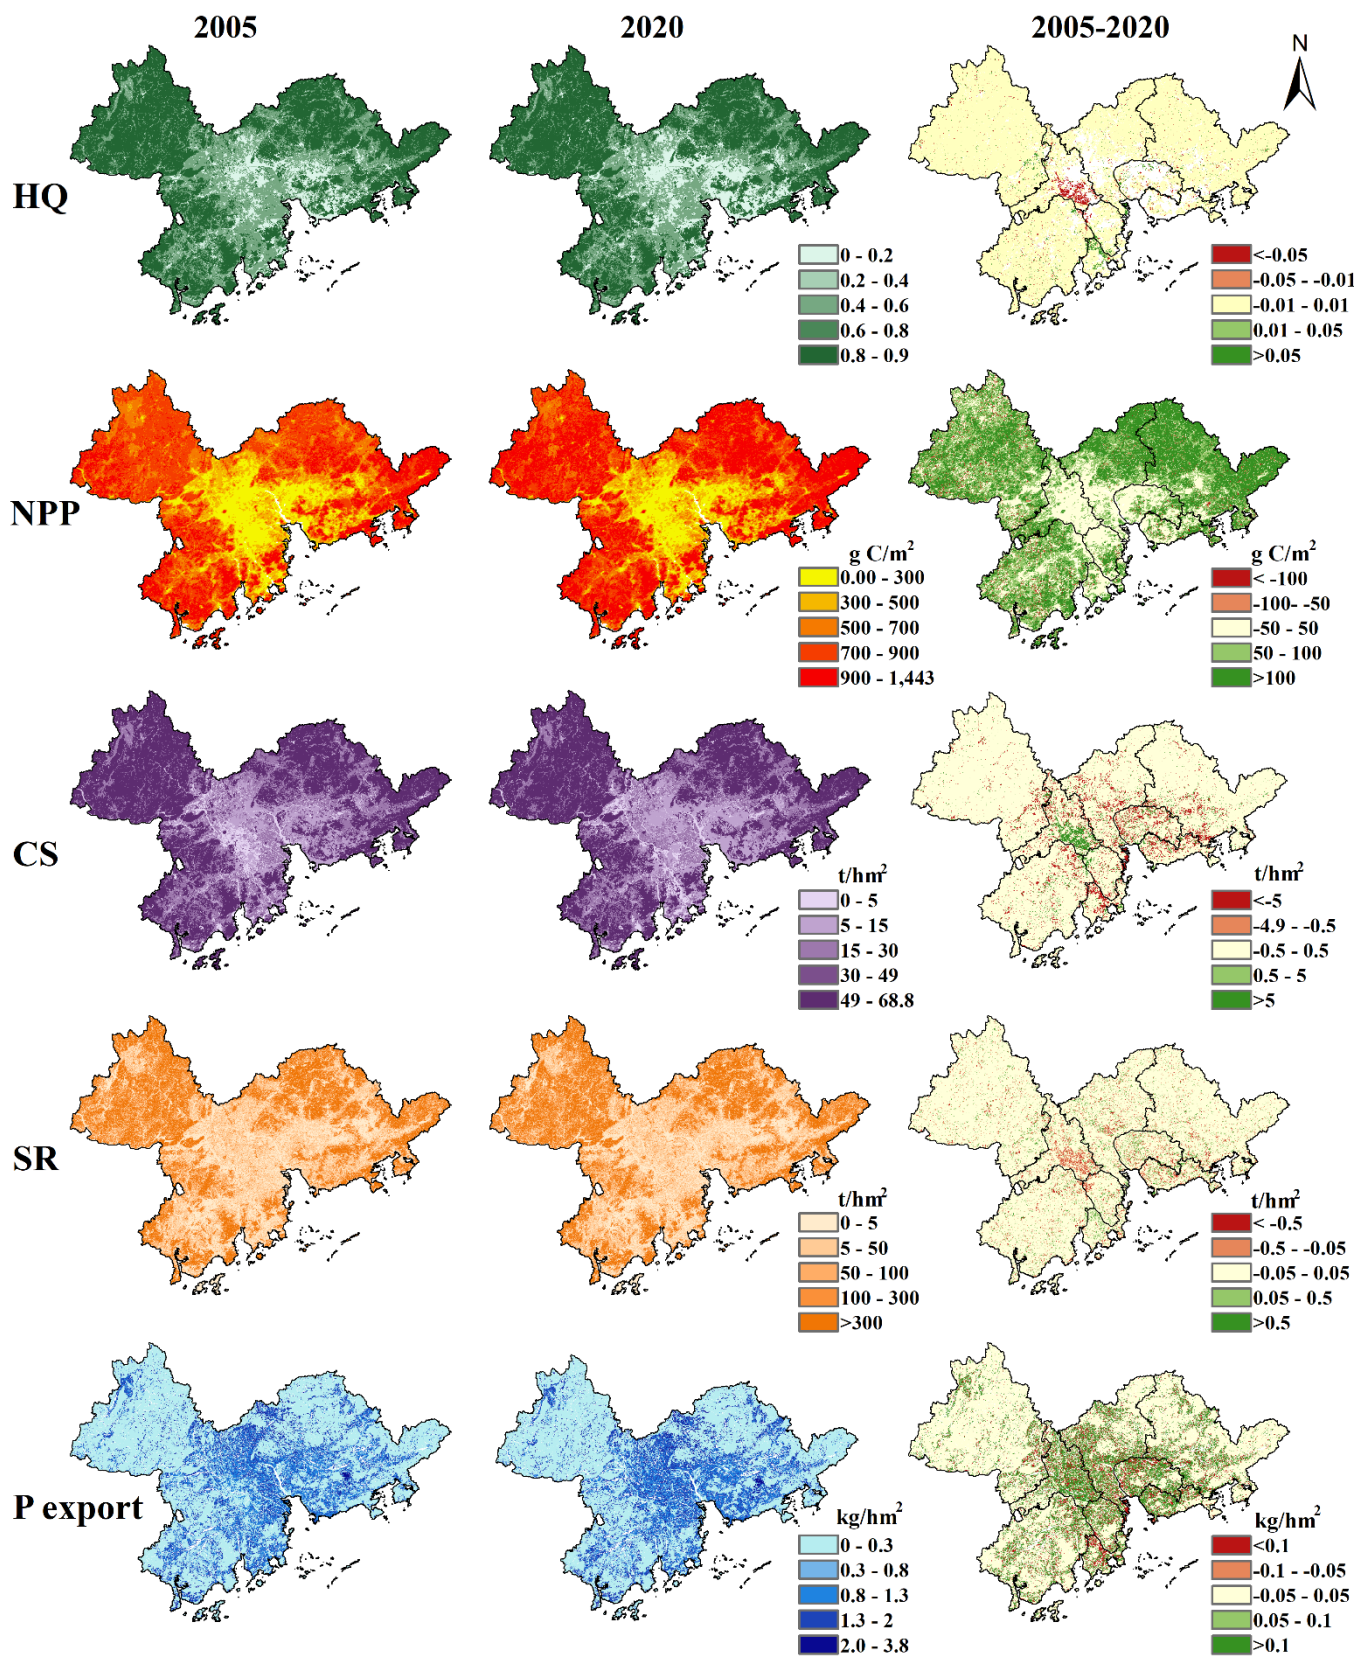 2005
2020
2005-2020
N
HQ
0 - 0.2
0.2 - 0.4
0.4 - 0.6
0.6 - 0.8
0.8 - 0.9
<-0.05
-0.05 - -0.01
-0.01 - 0.01
0.01 - 0.05
>0.05
NPP
g C/m²
0.00 - 300
300 - 500
500 - 700
700 - 900
900 - 1,443
g C/m²
< -100
-100- -50
-50 - 50
50 - 100
>100
CS
t/hm²
0 - 5
5 - 15
15 - 30
30 - 49
49 - 68.8
t/hm²
<-5
-4.9 - -0.5
-0.5 - 0.5
0.5 - 5
>5
SR
t/hm²
0 - 5
5 - 50
50 - 100
100 - 300
>300
t/hm²
< -0.5
-0.5 - -0.05
-0.05 - 0.05
0.05 - 0.5
>0.5
P export
kg/hm²
0 - 0.3
0.3 - 0.8
0.8 - 1.3
1.3 - 2
2.0 - 3.8
kg/hm²
<0.1
-0.1 - -0.05
-0.05 - 0.05
0.05 - 0.1
>0.1